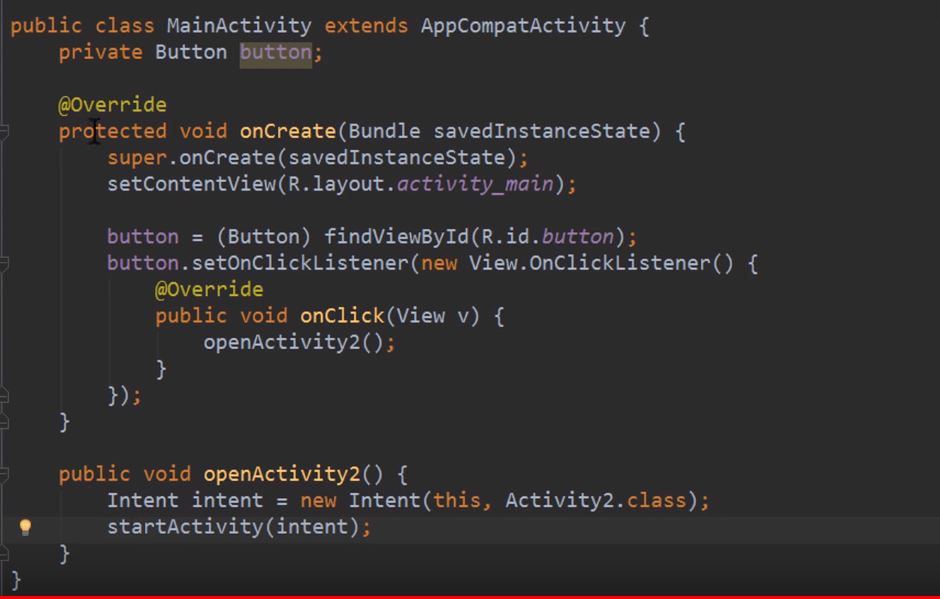 public class MainActivity extends AppCompatActivity {
    private Button button;

    @Override
    protected void onCreate(Bundle savedInstanceState) {
        super.onCreate(savedInstanceState);
        setContentView(R.layout.activity_main);

        button = (Button) findViewById(R.id.button);
        button.setOnClickListener(new View.OnClickListener() {
            @Override
            public void onClick(View v) {
                openActivity2();
            }
        });
    }

    public void openActivity2() {
        Intent intent = new Intent(this, Activity2.class);
        startActivity(intent);
    }
}